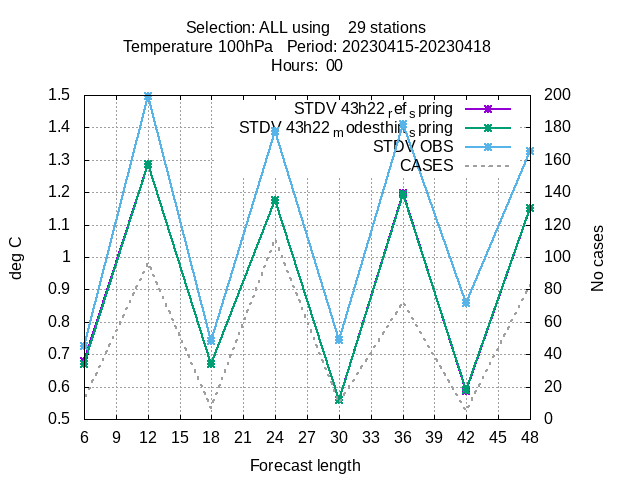 Selection: ALL using 29 stations
Temperature 100hPa Period: 20230415-20230418
Hours: 00
STDV 43h22_ref_spring
STDV 43h22_modesthin_spring
STDV OBS
CASES
deg C
No cases
1.5
1.4
1.3
1.2
1.1
1
0.9
0.8
0.7
0.6
0.5
200
180
160
140
120
100
80
60
40
20
0
6 9 12 15 18 21 24 27 30 33 36 39 42 45 48
Forecast length